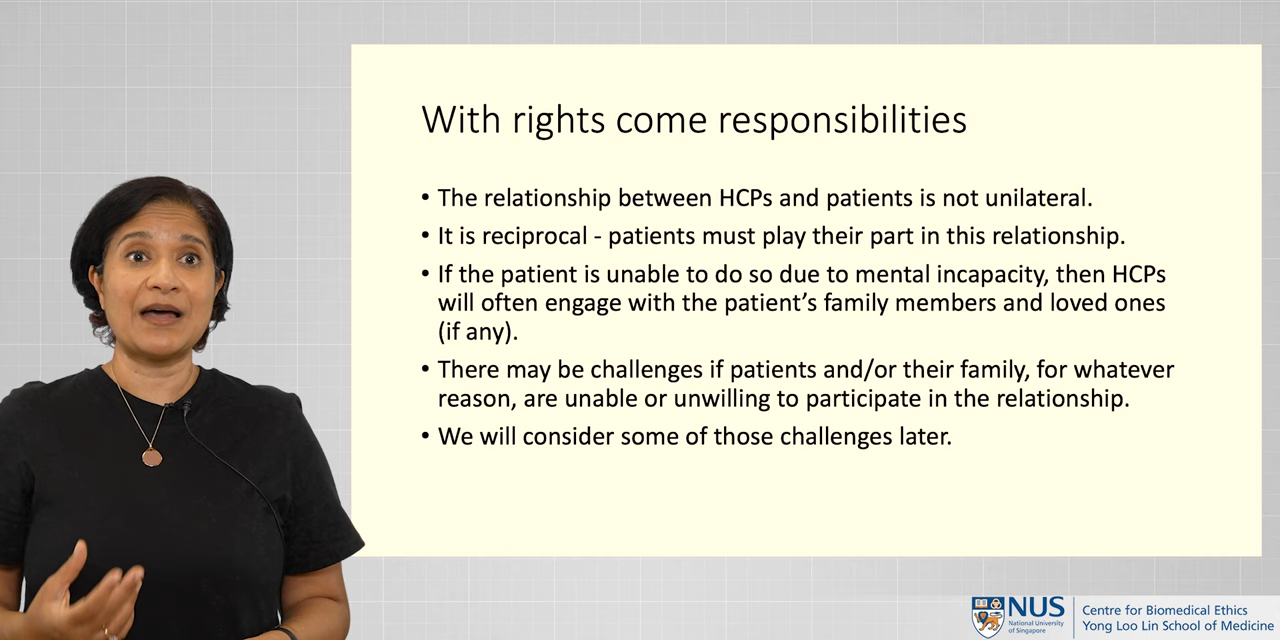 With rights come responsibilities
• The relationship between HCPs and patients is not unilateral.
• It is reciprocal - patients must play their part in this relationship.
• If the patient is unable to do so due to mental incapacity, then HCPs
will often engage with the patient’s family members and loved ones
(if any).
• There may be challenges if patients and/or their family, for whatever
reason, are unable or unwilling to participate in the relationship.
• We will consider some of those challenges later.
NUS
National University
of Singapore
Centre for Biomedical Ethics
Yong Loo Lin School of Medicine